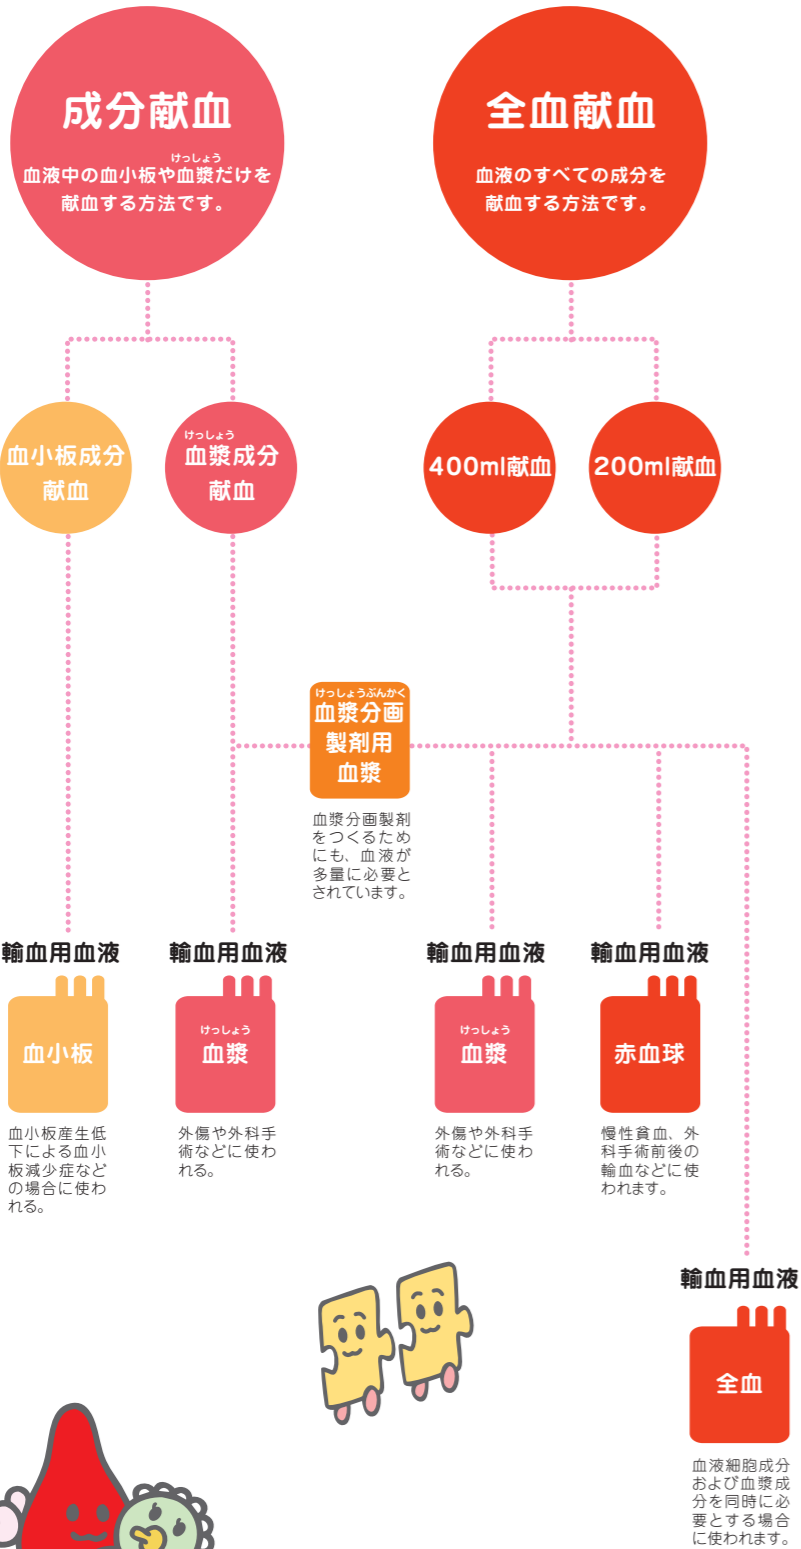 成分献血
けっしょう
血液中の血小板や血漿だけを
献血する方法です。
全血献血
血液のすべての成分を
献血する方法です。
血小板成分
献血
けっしょう
血漿成分
献血
400ml献血
200ml献血
けっしょうぶんかく
血漿分画
製剤用
血漿
血漿分画製剤
をつくるため
にも、血液が
多量に必要と
されています。
輸血用血液
血小板
血小板産生低
下による血小
板減少症など
の場合に使わ
れる。
輸血用血液
けっしょう
血漿
外傷や外科手
術などに使わ
れる。
輸血用血液
けっしょう
血漿
外傷や外科手
術などに使わ
れる。
輸血用血液
赤血球
慢性貧血、外
科手術前後の
輸血などに使
われます。
輸血用血液
全血
血液細胞成分
および血漿成
分を同時に必
要とする場合
に使われます。